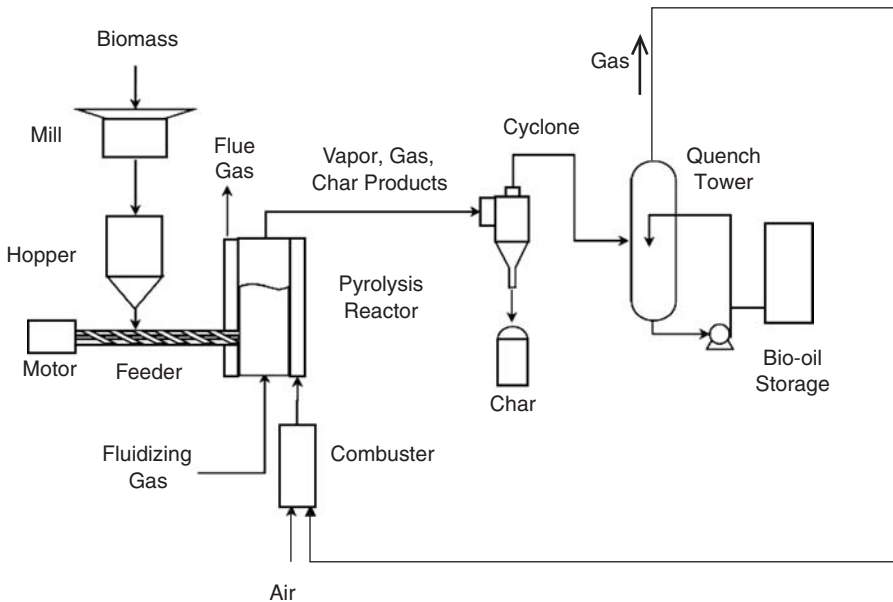 Biomass
Mill
Hopper
Motor
Feeder
Flue
Gas
Vapor, Gas,
Char Products
Pyrolysis
Reactor
Fluidizing
Gas
Combuster
Air
Cyclone
Char
Gas
Quench
Tower
Bio-oil
Storage